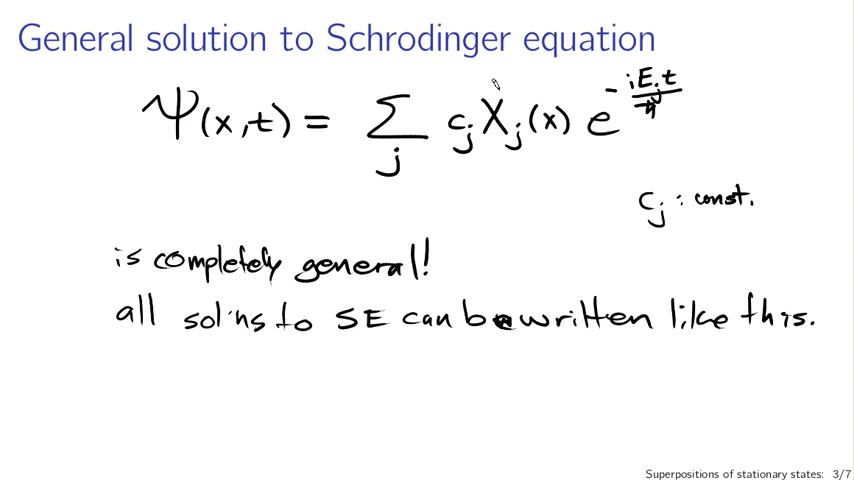 General solution to Schrodinger equation
Ψ(x,t) = Σ_j c_j X_j(x) e^{-iE_jt/ħ}
c_j : const.
is completely general!
all sol'ns to SE can be written like this.
Superpositions of stationary states: 3/7